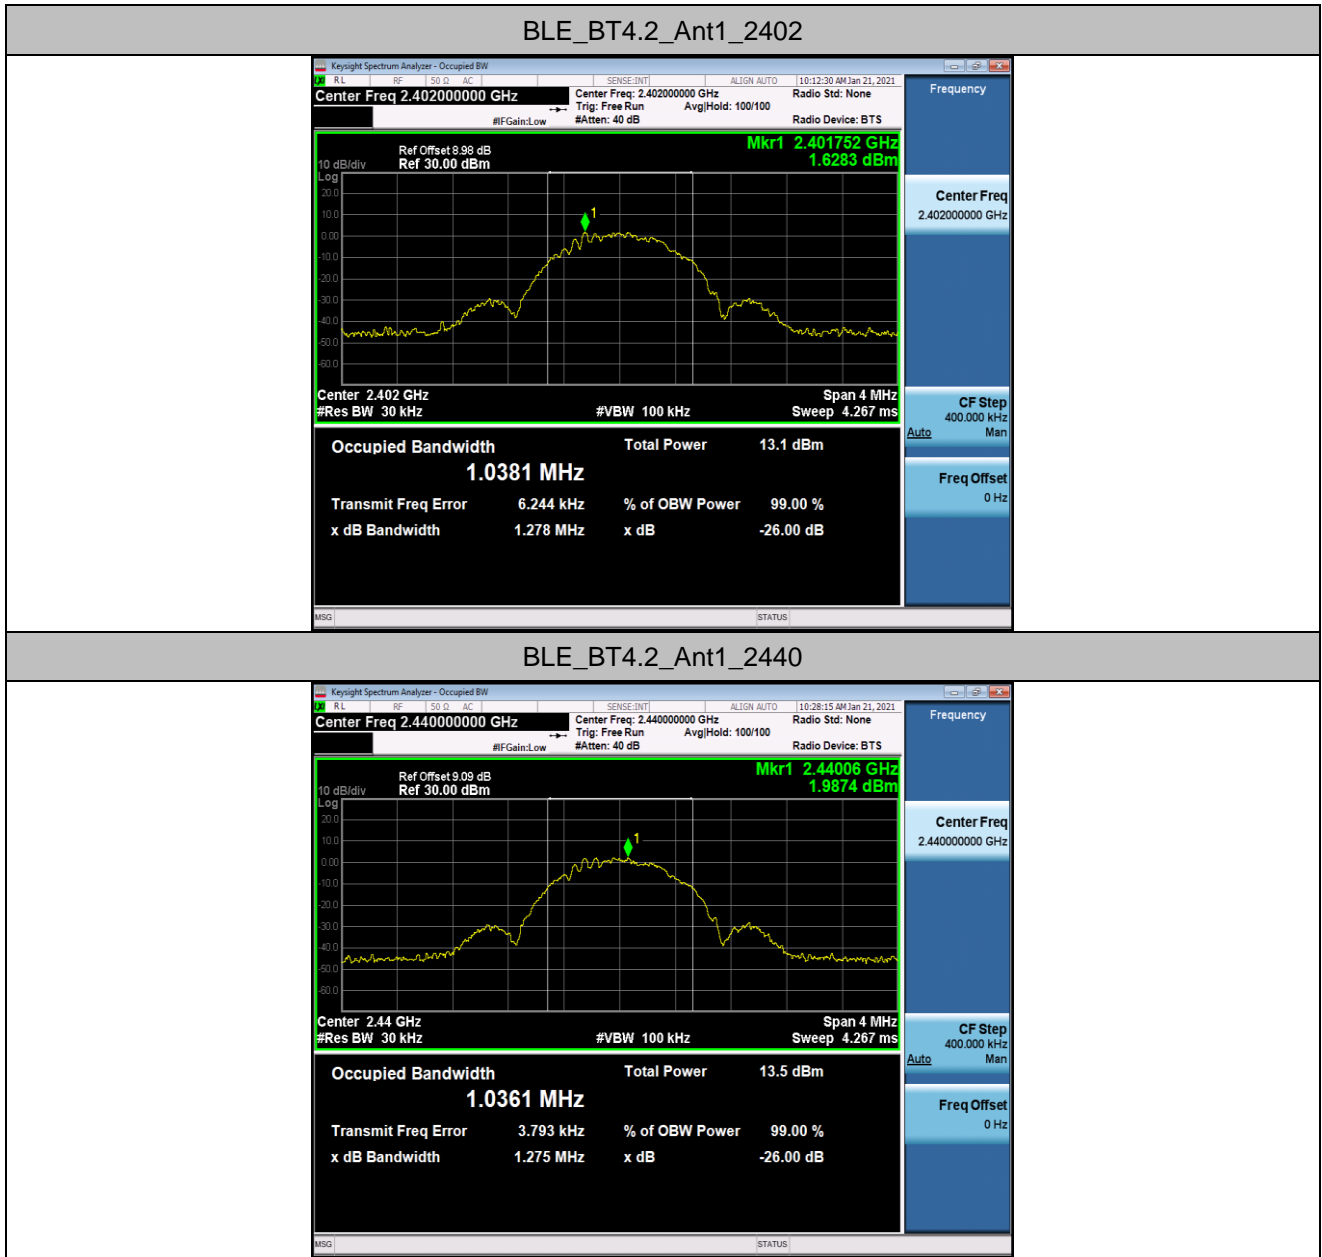 BLE_BT4.2_Ant1_2402
Keysight Spectrum Analyzer - Occupied BW
RL RF 50 Ω AC SENSE:INT ALIGN AUTO 10:12:30 AM Jan 21, 2021
Center Freq 2.402000000 GHz
Center Freq: 2.402000000 GHz
Radio Std: None
Trig: Free Run Avg|Hold: 100/100
#IFGain:Low #Atten: 40 dB Radio Device: BTS
Frequency
Mkr1 2.401752 GHz
1.6283 dBm
Ref Offset 8.98 dB
10 dB/div Ref 30.00 dBm
Log
20.0
10.0
0.00
-10.0
-20.0
-30.0
-40.0
-50.0
-60.0
1
Center 2.402 GHz Span 4 MHz
#Res BW 30 kHz #VBW 100 kHz Sweep 4.267 ms
Center Freq
2.402000000 GHz
CF Step
400.000 kHz
Auto Man
Freq Offset
0 Hz
Occupied Bandwidth Total Power 13.1 dBm
1.0381 MHz
Transmit Freq Error 6.244 kHz % of OBW Power 99.00 %
x dB Bandwidth 1.278 MHz x dB -26.00 dB
MSG STATUS
BLE_BT4.2_Ant1_2440
Keysight Spectrum Analyzer - Occupied BW
RL RF 50 Ω AC SENSE:INT ALIGN AUTO 10:28:15 AM Jan 21, 2021
Center Freq 2.440000000 GHz
Center Freq: 2.440000000 GHz
Radio Std: None
Trig: Free Run Avg|Hold: 100/100
#IFGain:Low #Atten: 40 dB Radio Device: BTS
Frequency
Mkr1 2.44006 GHz
1.9874 dBm
Ref Offset 9.09 dB
10 dB/div Ref 30.00 dBm
Log
20.0
10.0
0.00
-10.0
-20.0
-30.0
-40.0
-50.0
-60.0
1
Center 2.44 GHz Span 4 MHz
#Res BW 30 kHz #VBW 100 kHz Sweep 4.267 ms
Center Freq
2.440000000 GHz
CF Step
400.000 kHz
Auto Man
Freq Offset
0 Hz
Occupied Bandwidth Total Power 13.5 dBm
1.0361 MHz
Transmit Freq Error 3.793 kHz % of OBW Power 99.00 %
x dB Bandwidth 1.275 MHz x dB -26.00 dB
MSG STATUS